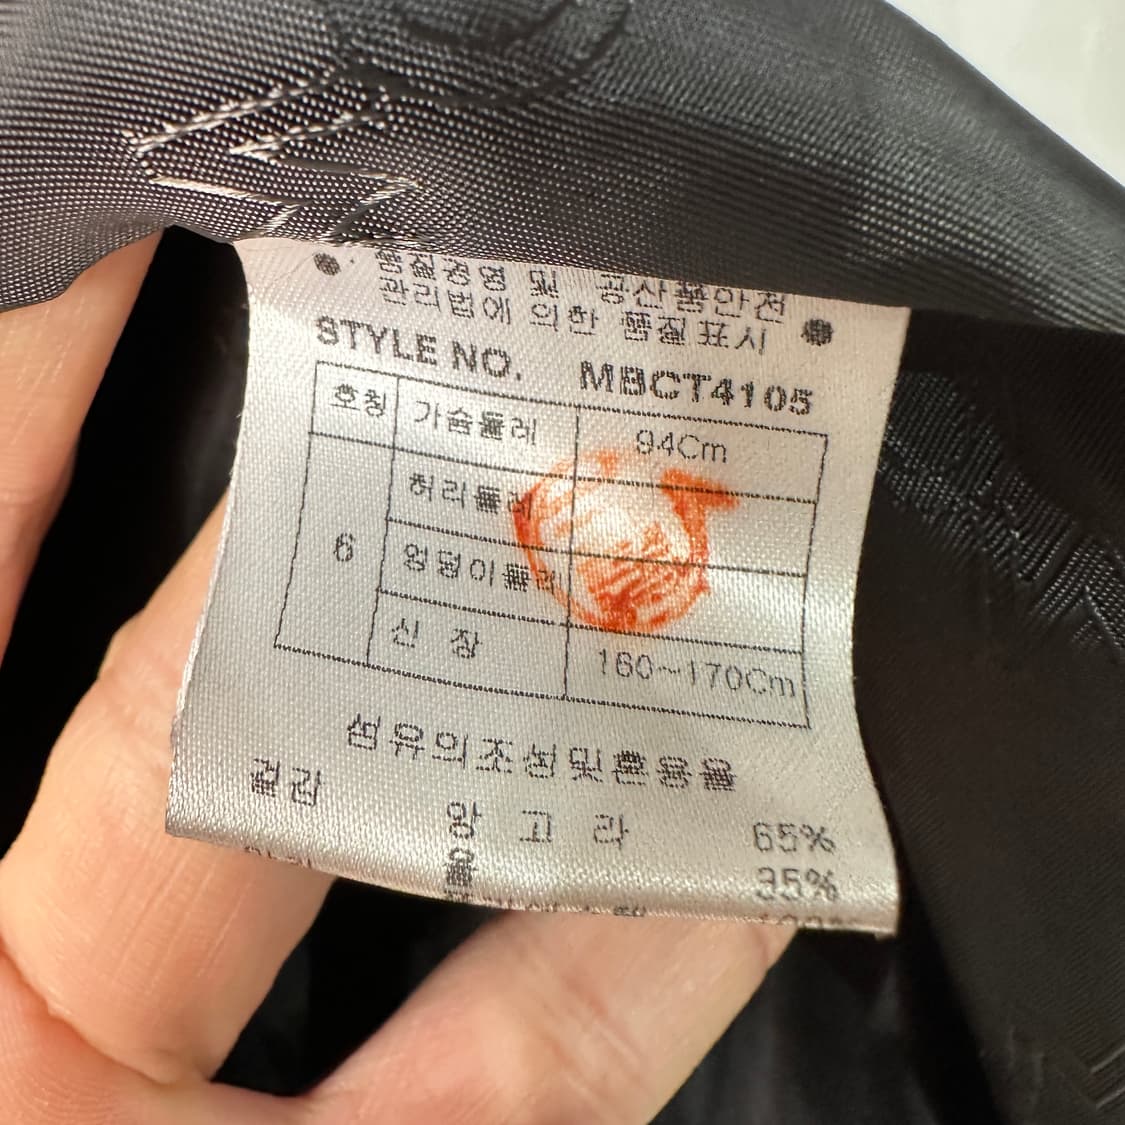 품질경영 및 공산품안전
관리법에 의한 품질표시
STYLE NO. MBCT4105
호칭 가슴둘레 94Cm
허리둘레
6
엉덩이둘레
신 장 160~170Cm
섬유의조성및혼용율
겉감 앙 고 라 65%
울 35%